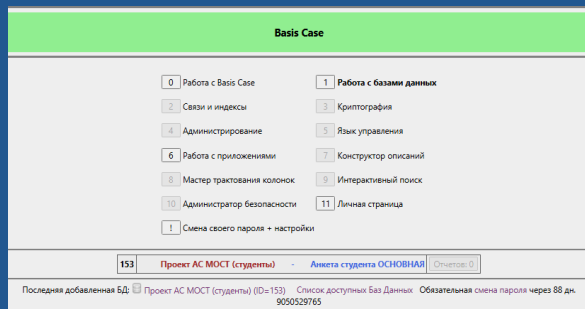 Basis Case
0 Работа с Basis Case 1 Работа с базами данных
2 Связи и индексы 3 Криптография
4 Администрирование 5 Язык управления
6 Работа с приложениями 7 Конструктор описаний
8 Мастер трактования колонок 9 Интерактивный поиск
10 Администратор безопасности 11 Личная страница
! Смена своего пароля + настройки
153 Проект АС МОСТ (студенты) - Анкета студента ОСНОВНАЯ Отчетов: 0
Последняя добавленная БД: Проект АС МОСТ (студенты) (ID=153) Список доступных Баз Данных Обязательная смена пароля через 88 дн.
9050529765